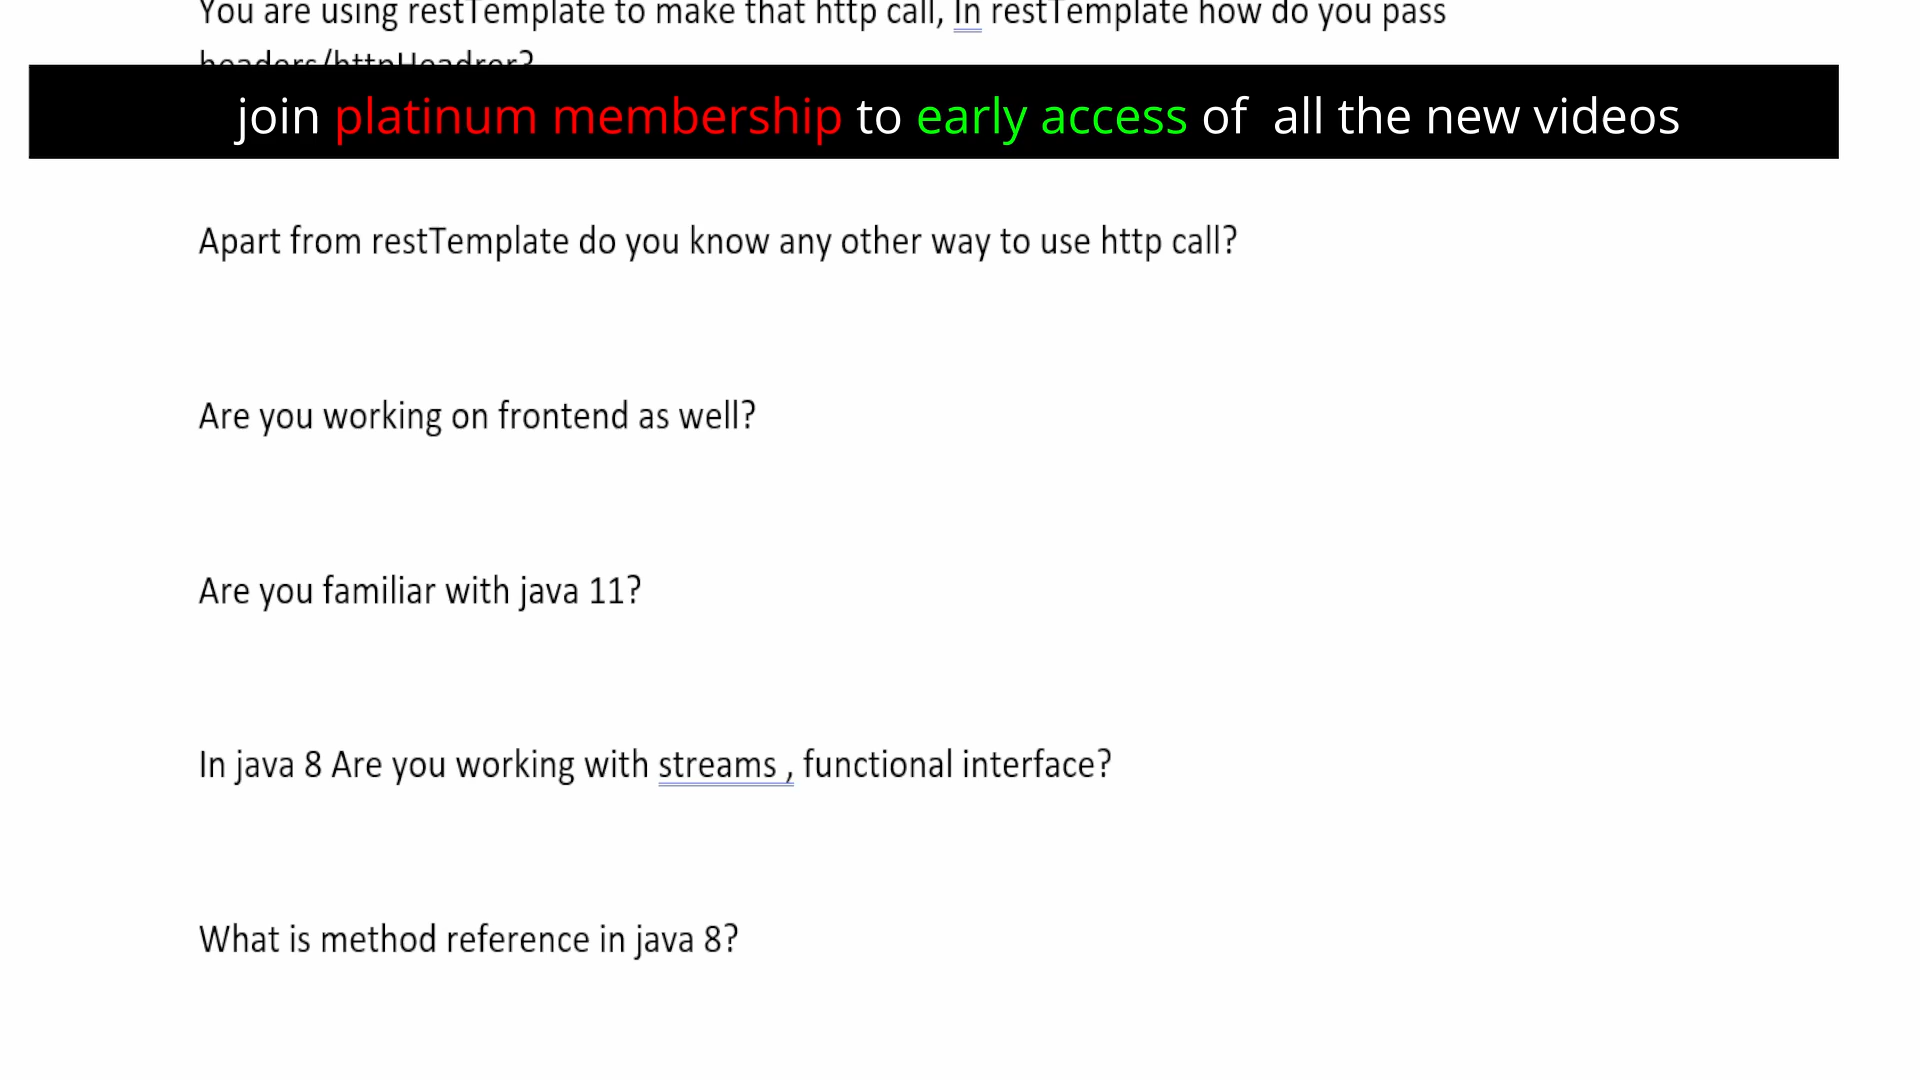 You are using restTemplate to make that http call, In restTemplate how do you pass
headers/httpHeadrer?
join platinum membership to early access of all the new videos
Apart from restTemplate do you know any other way to use http call?
Are you working on frontend as well?
Are you familiar with java 11?
In java 8 Are you working with streams , functional interface?
What is method reference in java 8?